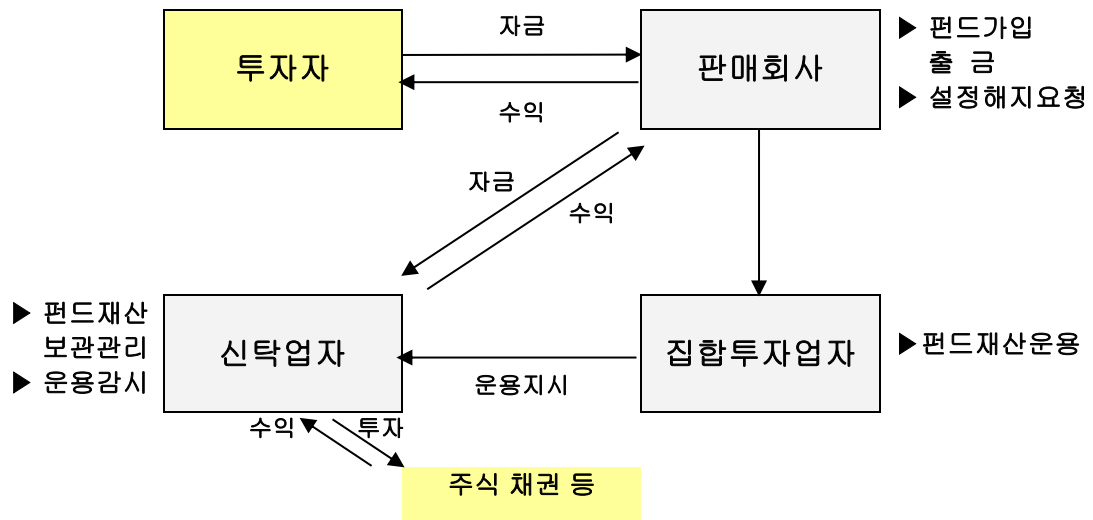 투자자
자금
수익
판매회사
▶ 펀드가입
출 금
▶ 설정해지요청
자금
수익
▶ 펀드재산
보관관리
▶ 운용감시
신탁업자
운용지시
집합투자업자
▶펀드재산운용
수익
투자
주식 채권 등